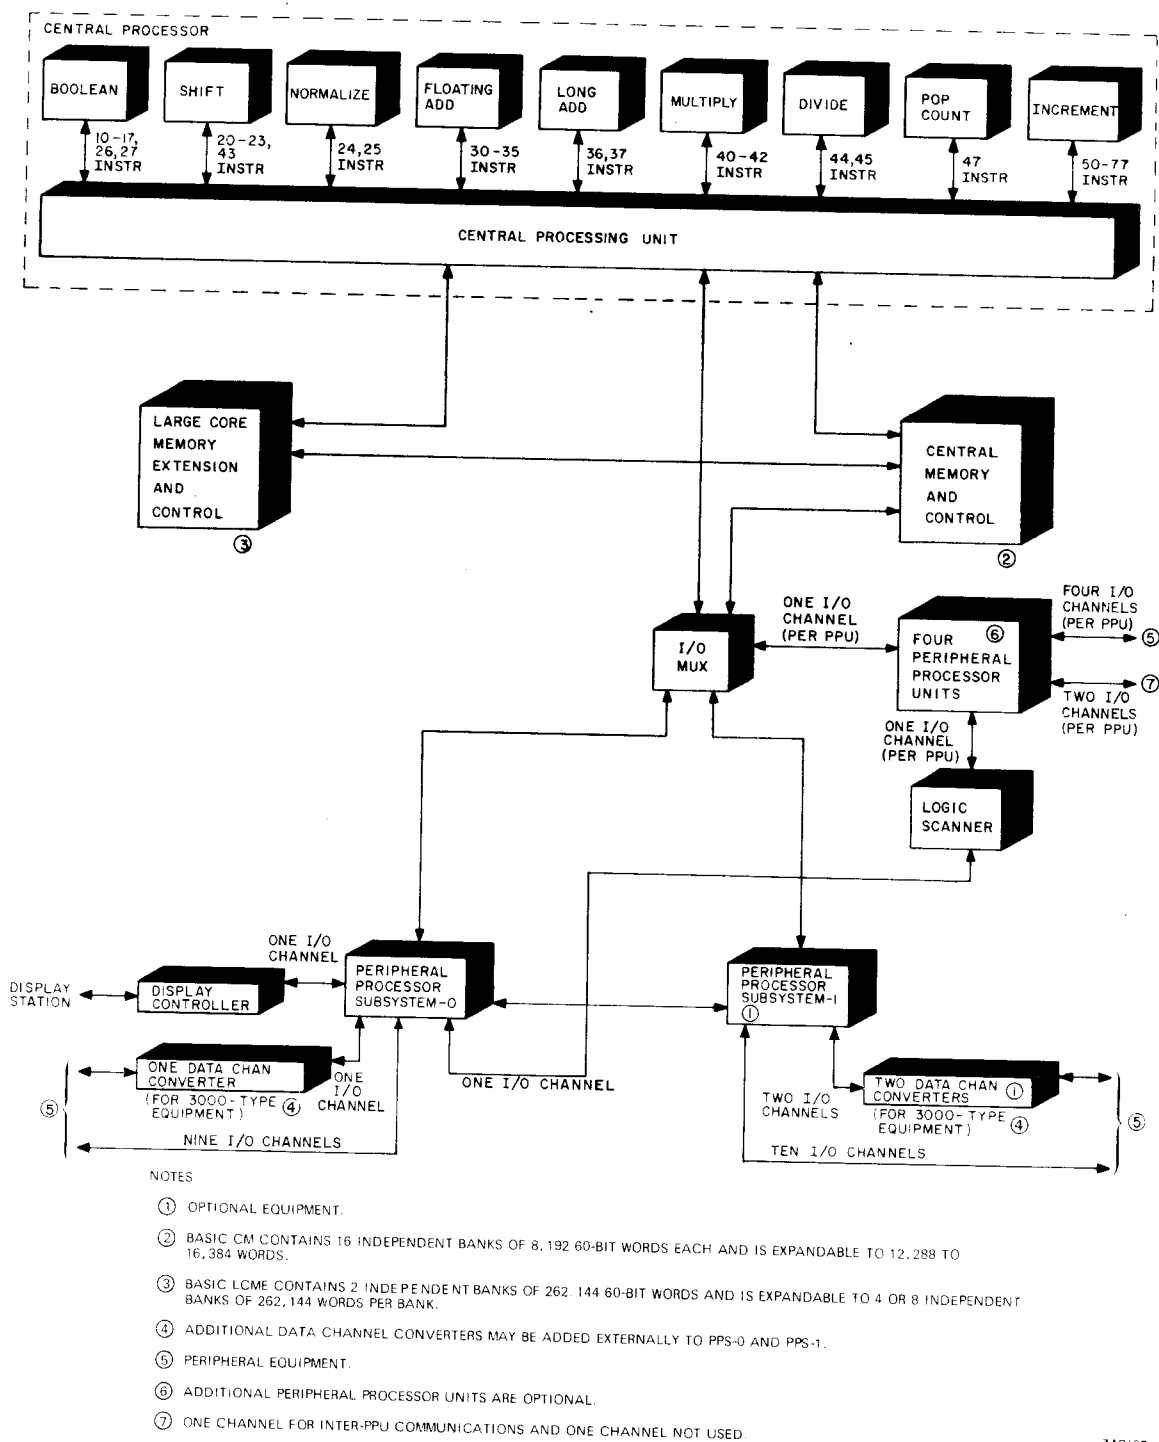 CENTRAL PROCESSOR
BOOLEAN
SHIFT
NORMALIZE
FLOATING
ADD
LONG
ADD
MULTIPLY
DIVIDE
POP
COUNT
INCREMENT
10-17,
26,27
INSTR
20-23,
43
INSTR
24,25
INSTR
30-35
INSTR
36,37
INSTR
40-42
INSTR
44,45
INSTR
47
INSTR
50-77
INSTR
CENTRAL PROCESSING UNIT
LARGE CORE
MEMORY
EXTENSION
AND
CONTROL
③
CENTRAL
MEMORY
AND
CONTROL
②
I/O
MUX
ONE I/O
CHANNEL
(PER PPU)
⑥
FOUR
PERIPHERAL
PROCESSOR
UNITS
FOUR I/O
CHANNELS
(PER PPU)
⑤
⑦
TWO I/O
CHANNELS
(PER PPU)
ONE I/O
CHANNEL
(PER PPU)
LOGIC
SCANNER
ONE I/O
CHANNEL
DISPLAY
STATION
DISPLAY
CONTROLLER
PERIPHERAL
PROCESSOR
SUBSYSTEM-0
PERIPHERAL
PROCESSOR
SUBSYSTEM-1
①
⑤
ONE DATA CHAN
CONVERTER
(FOR 3000-TYPE
EQUIPMENT) ④
ONE
I/O
CHANNEL
ONE I/O CHANNEL
NINE I/O CHANNELS
TWO I/O
CHANNELS
TWO DATA CHAN
CONVERTERS ①
(FOR 3000-TYPE
EQUIPMENT) ④
⑤
TEN I/O CHANNELS
NOTES
① OPTIONAL EQUIPMENT.
② BASIC CM CONTAINS 16 INDEPENDENT BANKS OF 8,192 60-BIT WORDS EACH AND IS EXPANDABLE TO 12,288 TO
16,384 WORDS.
③ BASIC LCME CONTAINS 2 INDEPENDENT BANKS OF 262,144 60-BIT WORDS AND IS EXPANDABLE TO 4 OR 8 INDEPENDENT
BANKS OF 262,144 WORDS PER BANK.
④ ADDITIONAL DATA CHANNEL CONVERTERS MAY BE ADDED EXTERNALLY TO PPS-0 AND PPS-1.
⑤ PERIPHERAL EQUIPMENT.
⑥ ADDITIONAL PERIPHERAL PROCESSOR UNITS ARE OPTIONAL.
⑦ ONE CHANNEL FOR INTER-PPU COMMUNICATIONS AND ONE CHANNEL NOT USED.